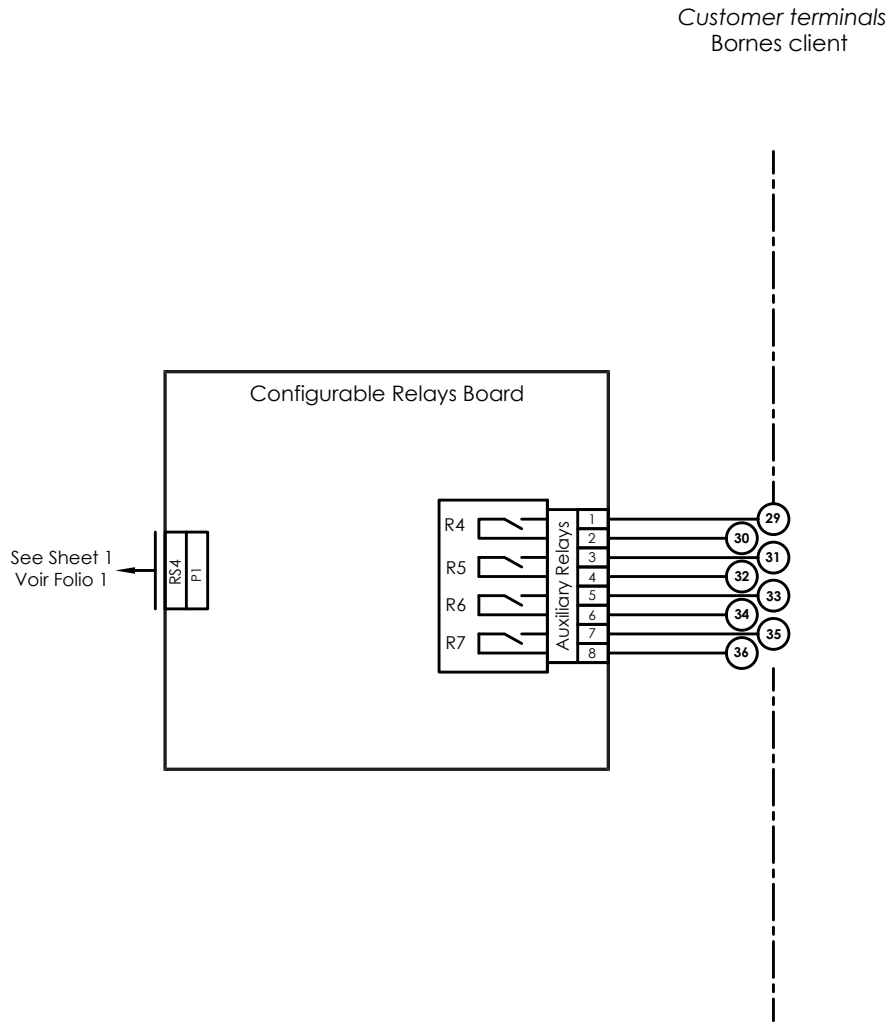 Customer terminals
Bornes client
Configurable Relays Board
See Sheet 1
Voir Folio 1
RS4
P1
R4
R5
R6
R7
Auxiliary Relays
1
2
3
4
5
6
7
8
29
30
31
32
33
34
35
36